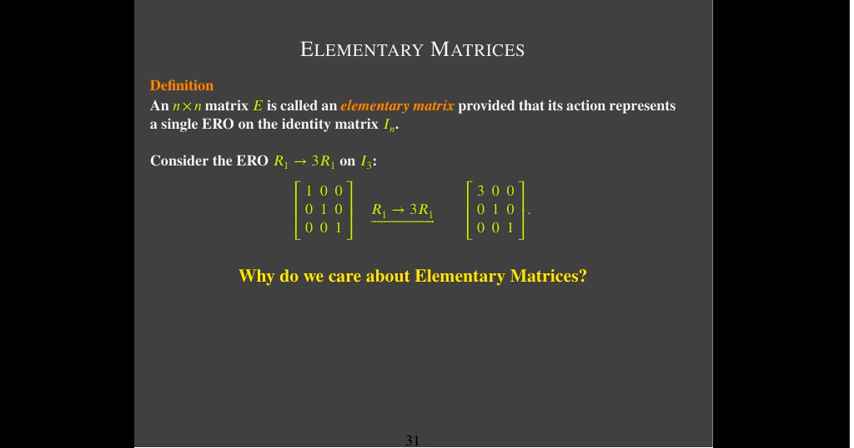 ELEMENTARY MATRICES
Definition
An n × n matrix E is called an elementary matrix provided that its action represents
a single ERO on the identity matrix Iₙ.
Consider the ERO R₁ → 3R₁ on I₃:
1 0 0 3 0 0
0 1 0 R₁ → 3R₁ 0 1 0 .
0 0 1 0 0 1
Why do we care about Elementary Matrices?
31